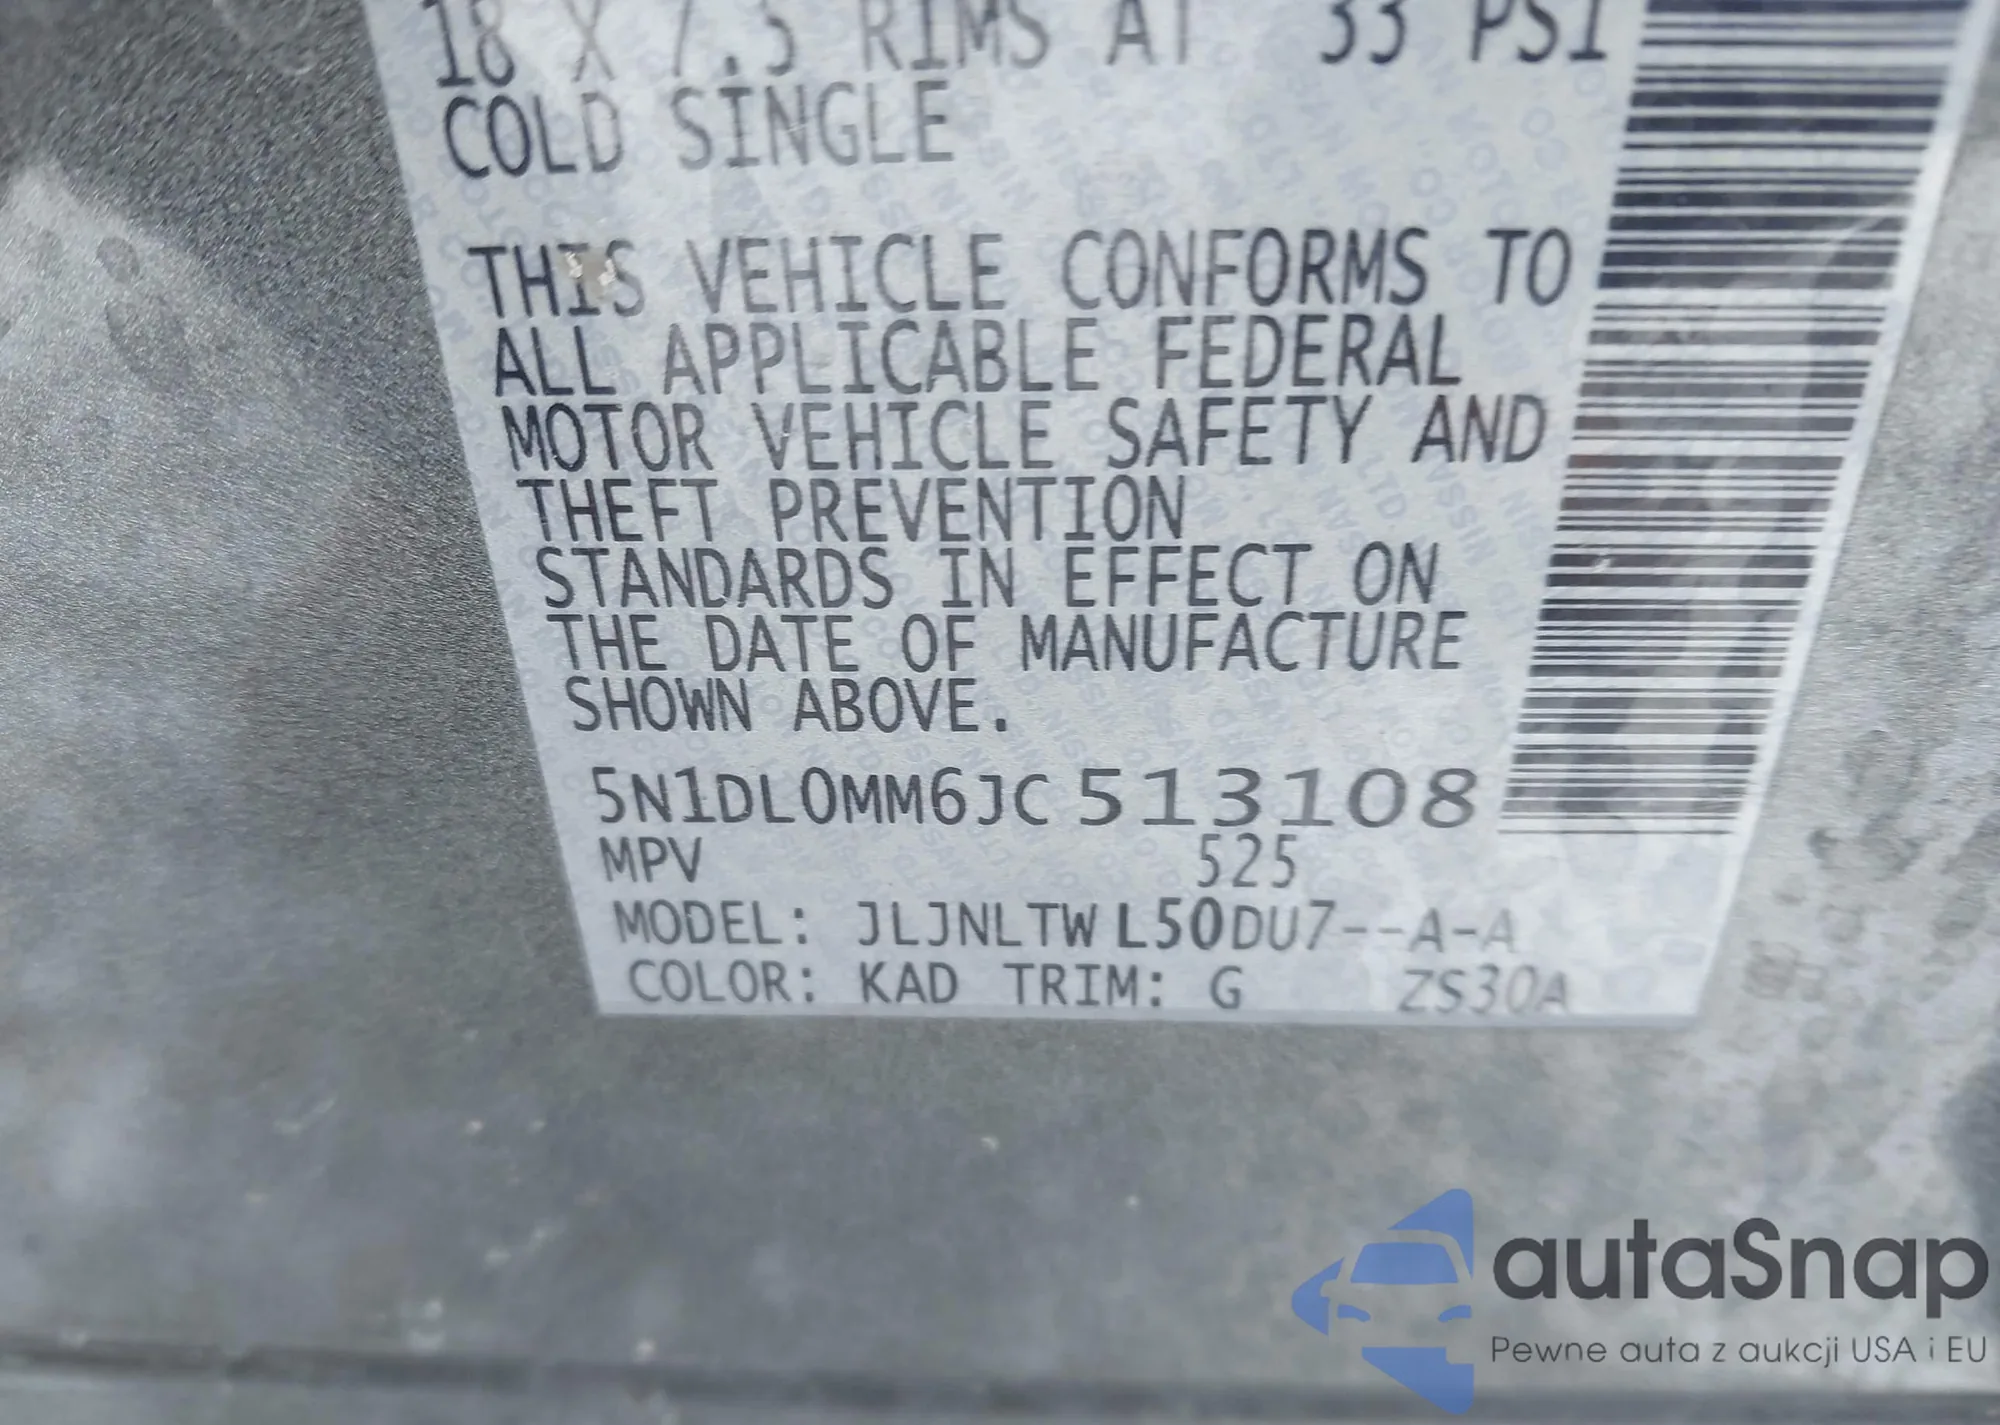 18 X 7.5 RIMS AT 33 PSI
COLD SINGLE
THIS VEHICLE CONFORMS TO
ALL APPLICABLE FEDERAL
MOTOR VEHICLE SAFETY AND
THEFT PREVENTION
STANDARDS IN EFFECT ON
THE DATE OF MANUFACTURE
SHOWN ABOVE.
5N1DL0MM6JC513108
MPV 525
MODEL: JLJNLTWL50DU7--A-A
COLOR: KAD TRIM: G ZS30A
autaSnap
Pewne auta z aukcji USA i EU